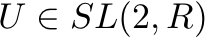 U ∈ SL(2, R)